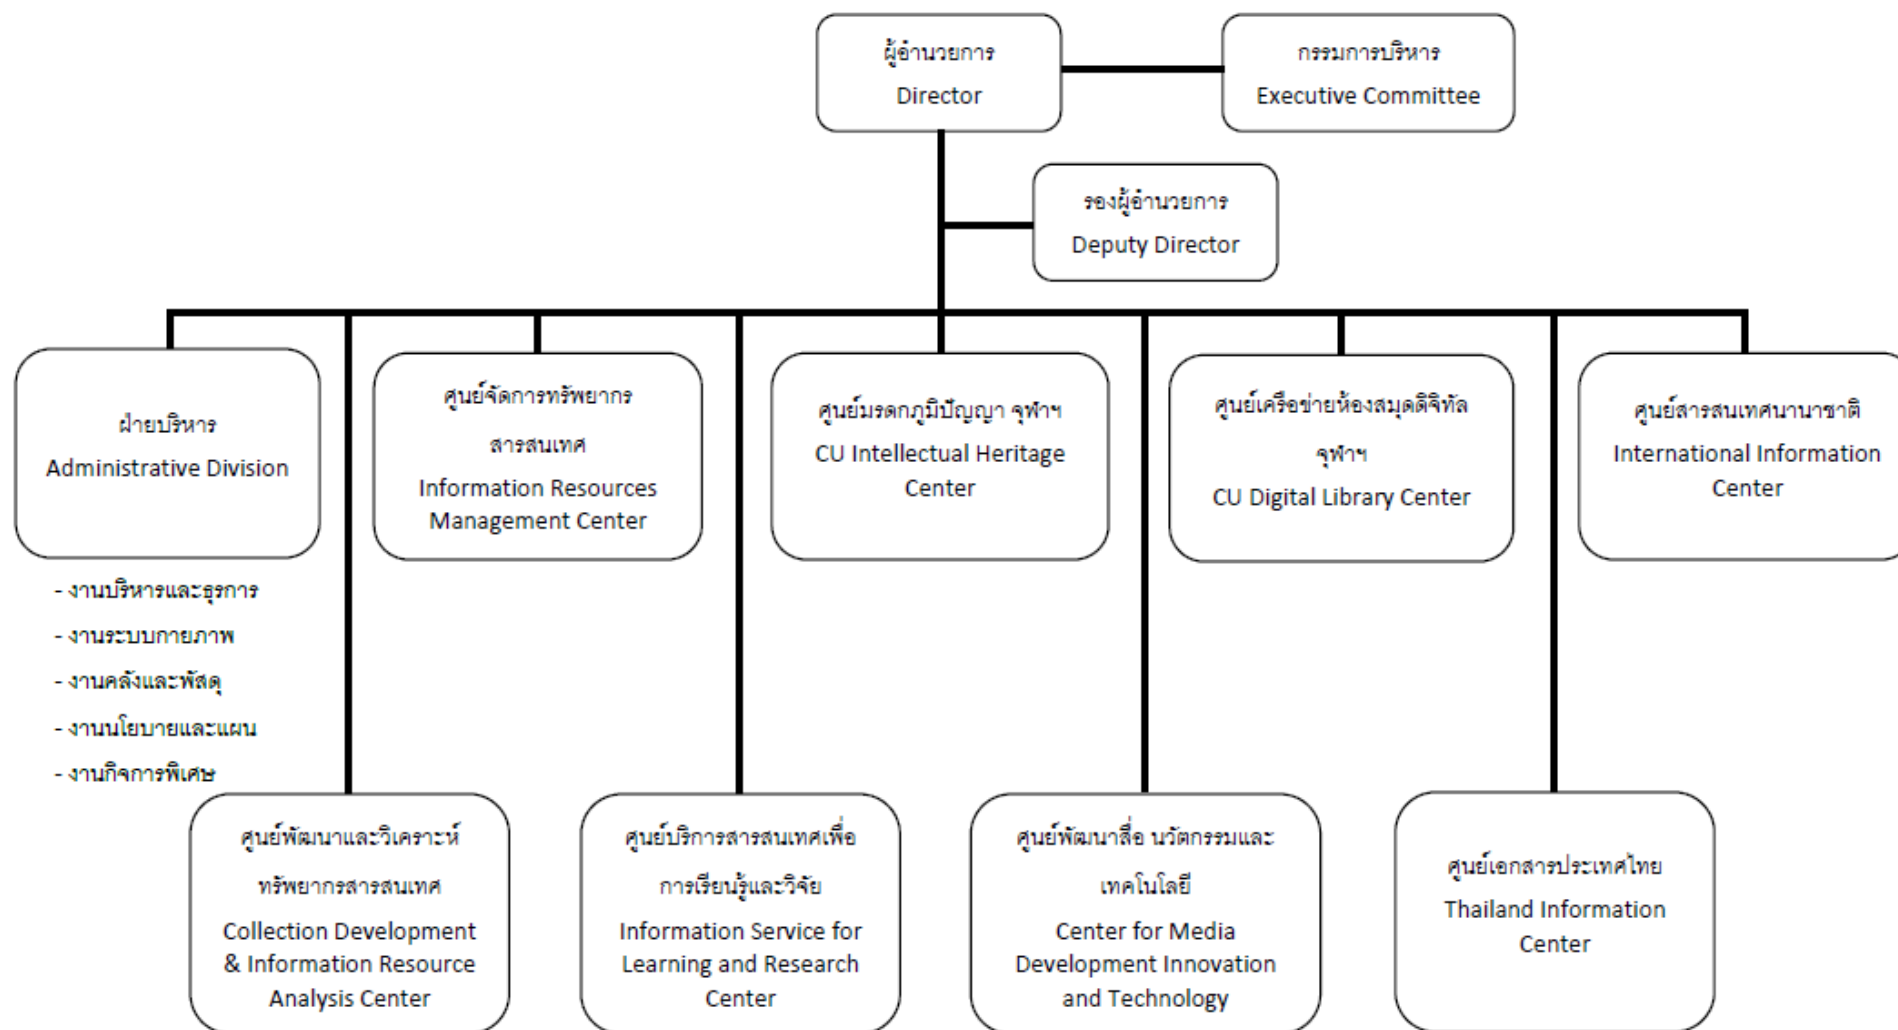 ผู้อำนวยการ
Director
กรรมการบริหาร
Executive Committee
รองผู้อำนวยการ
Deputy Director
ฝ่ายบริหาร
Administrative Division
- งานบริหารและธุรการ
- งานระบบกายภาพ
- งานคลังและพัสดุ
- งานนโยบายและแผน
- งานกิจการพิเศษ
ศูนย์จัดการทรัพยากร
สารสนเทศ
Information Resources
Management Center
ศูนย์มรดกภูมิปัญญา จุฬาฯ
CU Intellectual Heritage
Center
ศูนย์เครือข่ายห้องสมุดดิจิทัล
จุฬาฯ
CU Digital Library Center
ศูนย์สารสนเทศนานาชาติ
International Information
Center
ศูนย์พัฒนาและวิเคราะห์
ทรัพยากรสารสนเทศ
Collection Development
& Information Resource
Analysis Center
ศูนย์บริการสารสนเทศเพื่อ
การเรียนรู้และวิจัย
Information Service for
Learning and Research
Center
ศูนย์พัฒนาสื่อ นวัตกรรมและ
เทคโนโลยี
Center for Media
Development Innovation
and Technology
ศูนย์เอกสารประเทศไทย
Thailand Information
Center